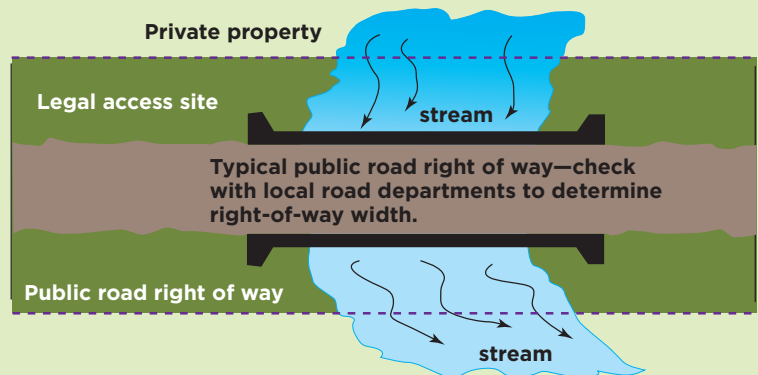 Private property
Legal access site
stream
Typical public road right of way—check
with local road departments to determine
right-of-way width.
Public road right of way
stream